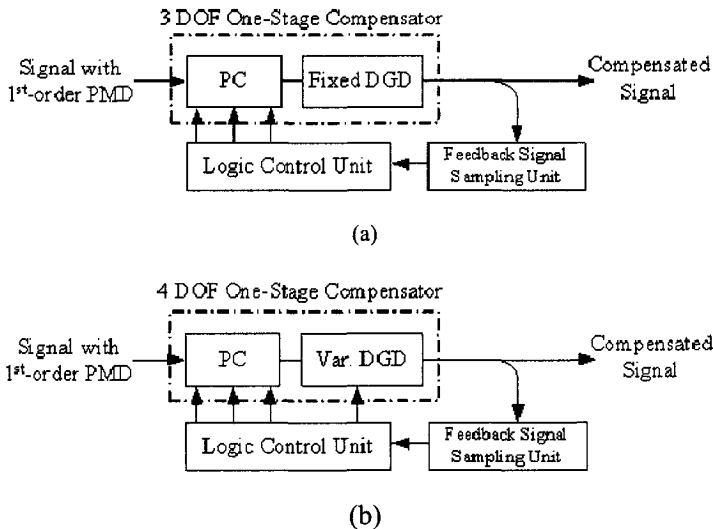 3 DOF One-Stage Compensator
Signal with
1st-order PMD
PC
Fixed DGD
Compensated
Signal
Logic Control Unit
Feedback Signal
Sampling Unit
(a)
4 DOF One-Stage Compensator
Signal with
1st-order PMD
PC
Var. DGD
Compensated
Signal
Logic Control Unit
Feedback Signal
Sampling Unit
(b)